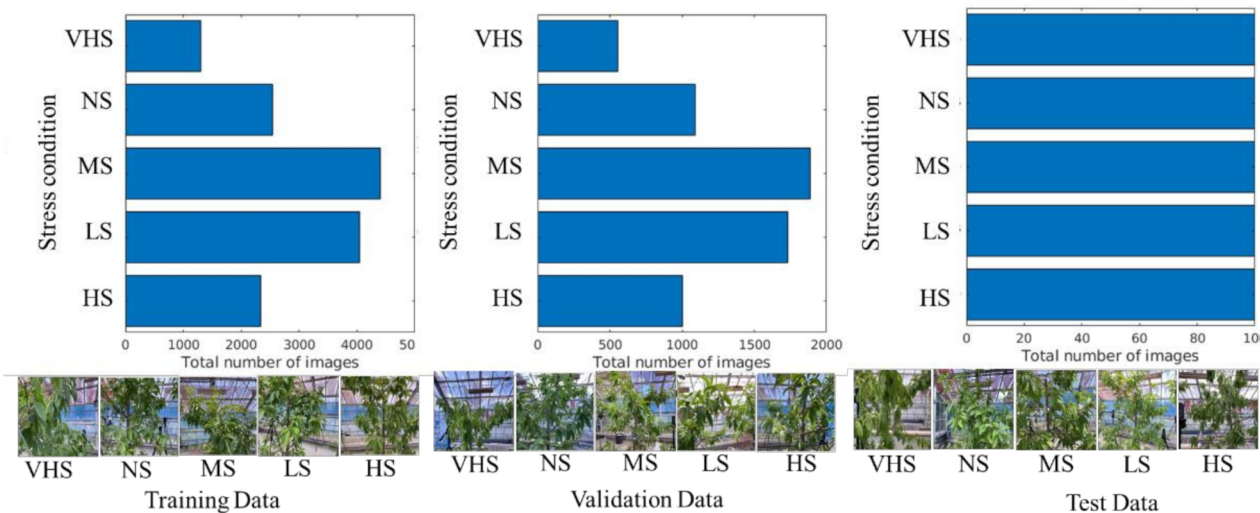 VHS
NS
MS
LS
HS
Stress condition
0 1000 2000 3000 4000 50
Total number of images
VHS
NS
MS
LS
HS
Stress condition
0 500 1000 1500 2000
Total number of images
VHS
NS
MS
LS
HS
Stress condition
0 20 40 60 80 100
Total number of images
VHS NS MS LS HS
Training Data
VHS NS MS LS HS
Validation Data
VHS NS MS LS HS
Test Data